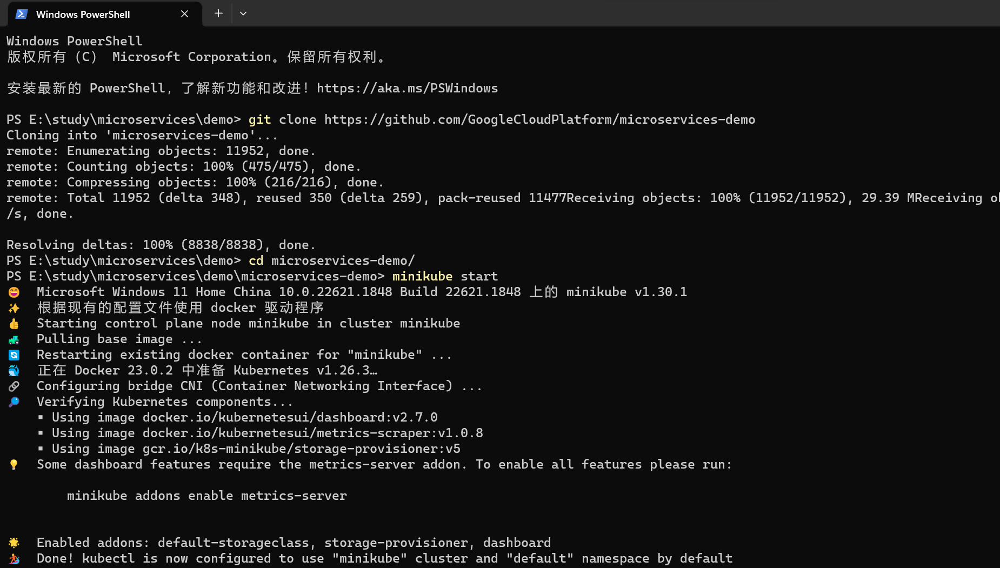 Windows PowerShell
Windows PowerShell
版权所有（C） Microsoft Corporation。保留所有权利。
安装最新的 PowerShell，了解新功能和改进！https://aka.ms/PSWindows
PS E:\study\microservices\demo> git clone https://github.com/GoogleCloudPlatform/microservices-demo
Cloning into 'microservices-demo'...
remote: Enumerating objects: 11952, done.
remote: Counting objects: 100% (475/475), done.
remote: Compressing objects: 100% (216/216), done.
remote: Total 11952 (delta 348), reused 350 (delta 259), pack-reused 11477Receiving objects: 100% (11952/11952), 29.39 MReceiving
/s, done.
Resolving deltas: 100% (8838/8838), done.
PS E:\study\microservices\demo> cd microservices-demo/
PS E:\study\microservices\demo\microservices-demo> minikube start
😄 Microsoft Windows 11 Home China 10.0.22621.1848 Build 22621.1848 上的 minikube v1.30.1
✨ 根据现有的配置文件使用 docker 驱动程序
👍 Starting control plane node minikube in cluster minikube
🚜 Pulling base image ...
🔄 Restarting existing docker container for "minikube" ...
🐳 正在 Docker 23.0.2 中准备 Kubernetes v1.26.3…
🔗 Configuring bridge CNI (Container Networking Interface) ...
🔎 Verifying Kubernetes components...
▪ Using image docker.io/kubernetesui/dashboard:v2.7.0
▪ Using image docker.io/kubernetesui/metrics-scraper:v1.0.8
▪ Using image gcr.io/k8s-minikube/storage-provisioner:v5
💡 Some dashboard features require the metrics-server addon. To enable all features please run:
minikube addons enable metrics-server
🌟 Enabled addons: default-storageclass, storage-provisioner, dashboard
🏄 Done! kubectl is now configured to use "minikube" cluster and "default" namespace by default